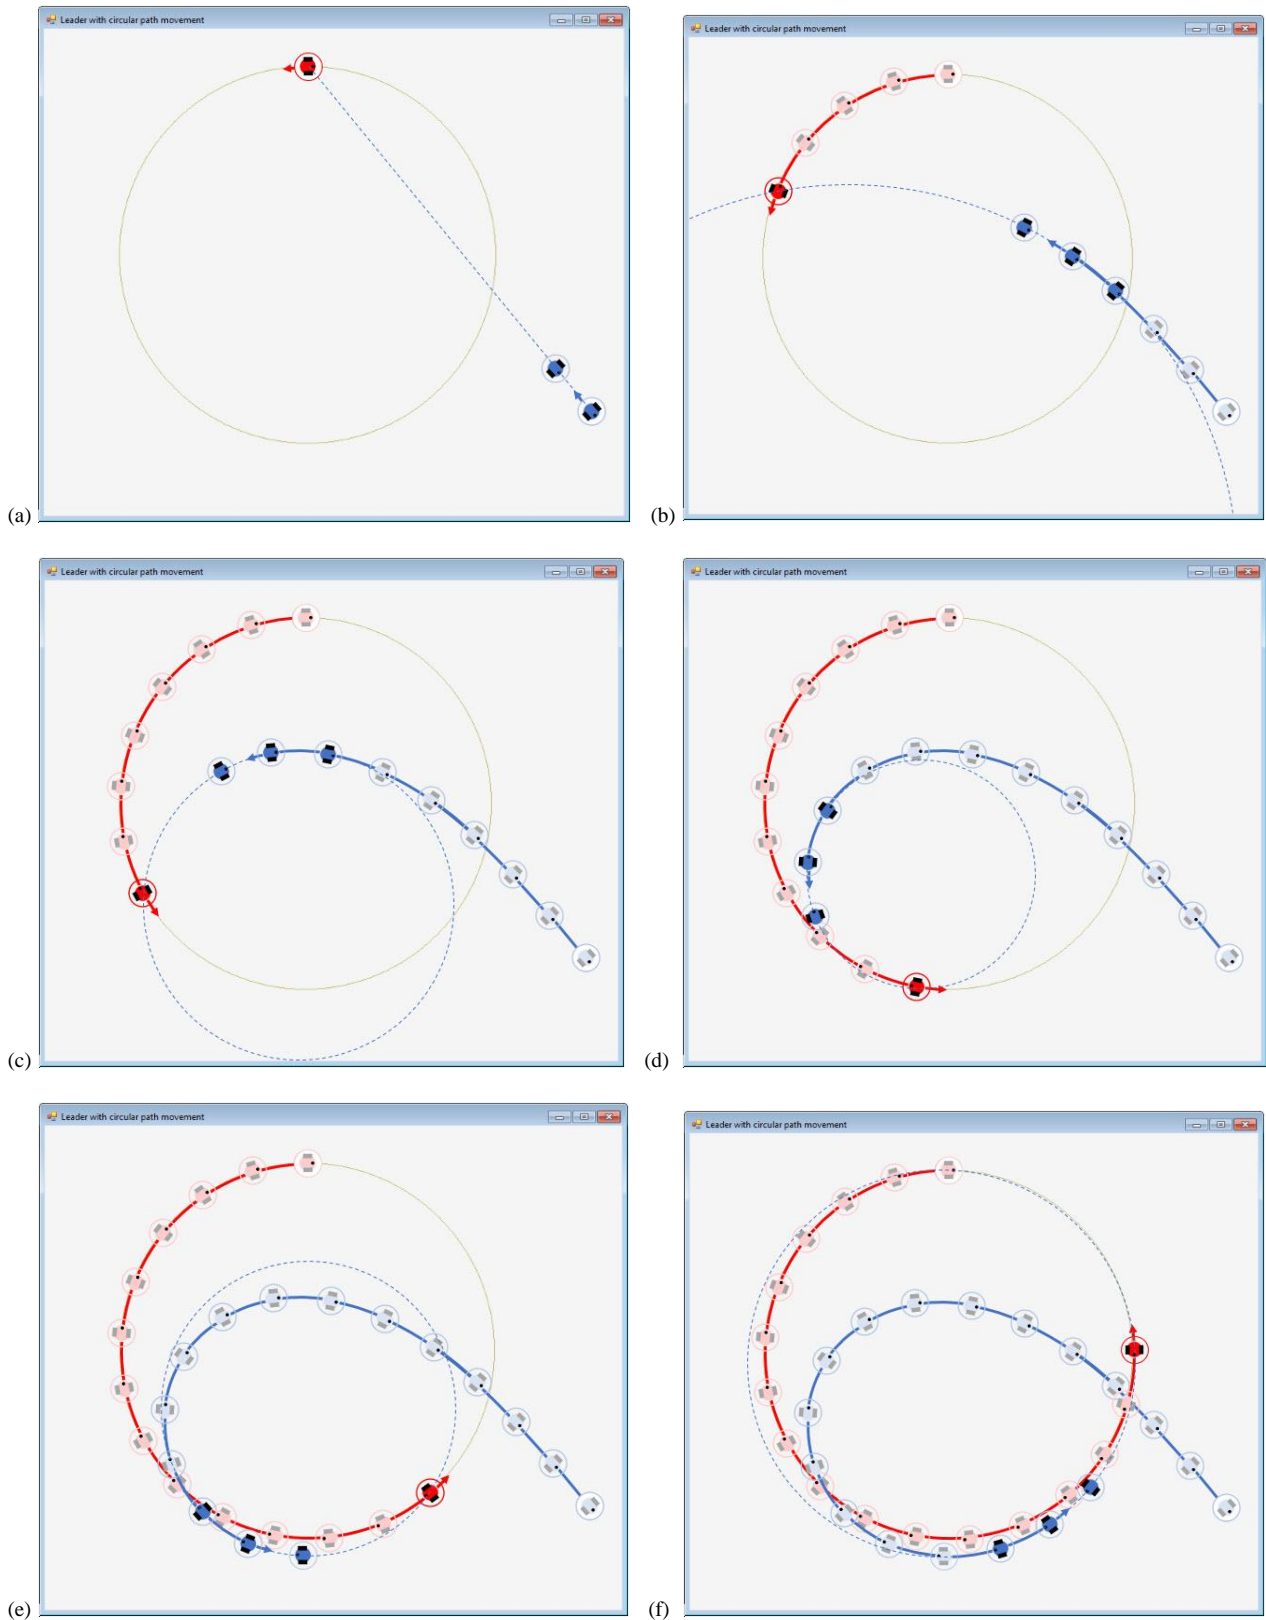 Leader with circular path movement
Leader with circular path movement
(a)
(b)
Leader with circular path movement
Leader with circular path movement
(c)
(d)
Leader with circular path movement
Leader with circular path movement
(e)
(f)